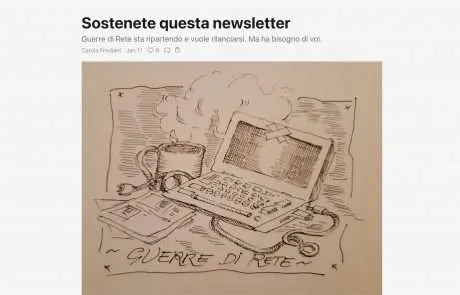 Sostenete questa newsletter
Guerre di Rete sta ripartendo e vuole rilanciarsi. Ma ha bisogno di voi.
Carola Frediani Jan 11
~ GUERRE DI RETE ~